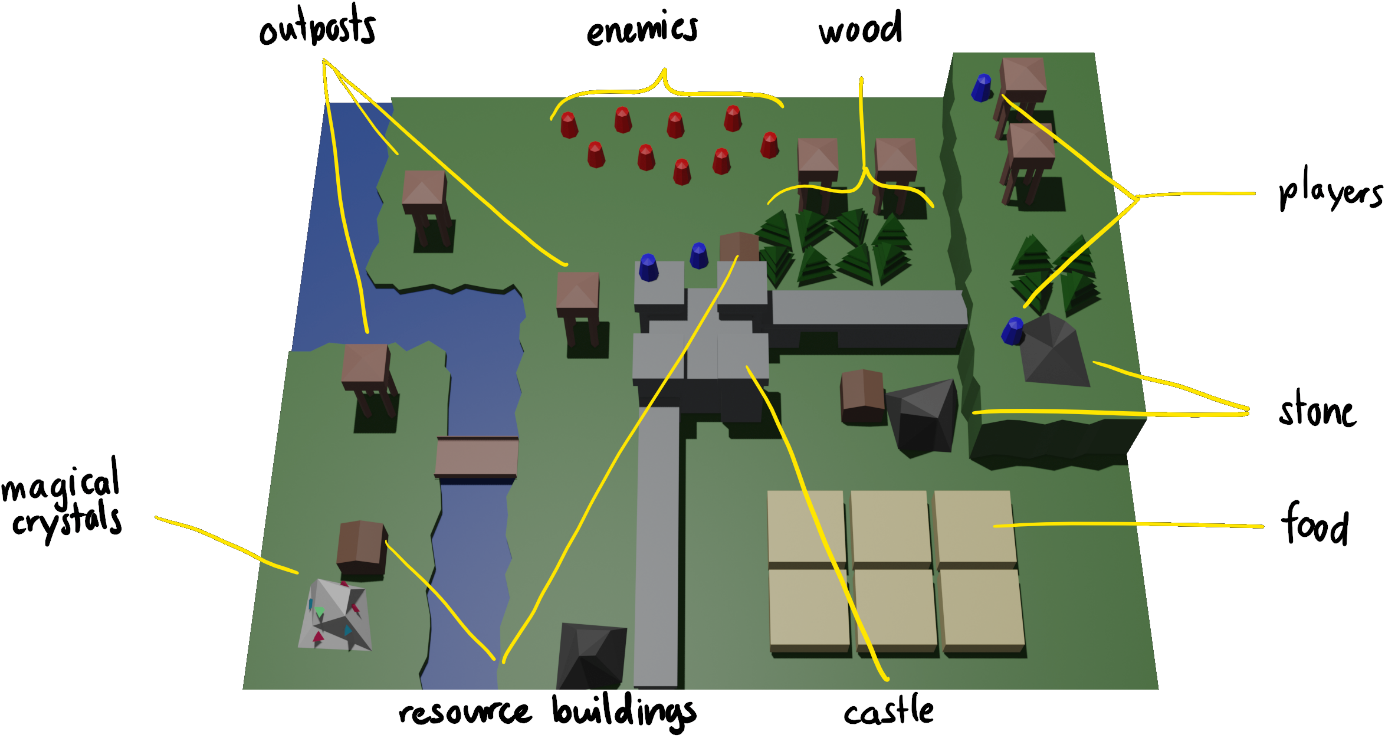 outposts
enemies
wood
players
stone
magical
crystals
food
resource buildings
castle